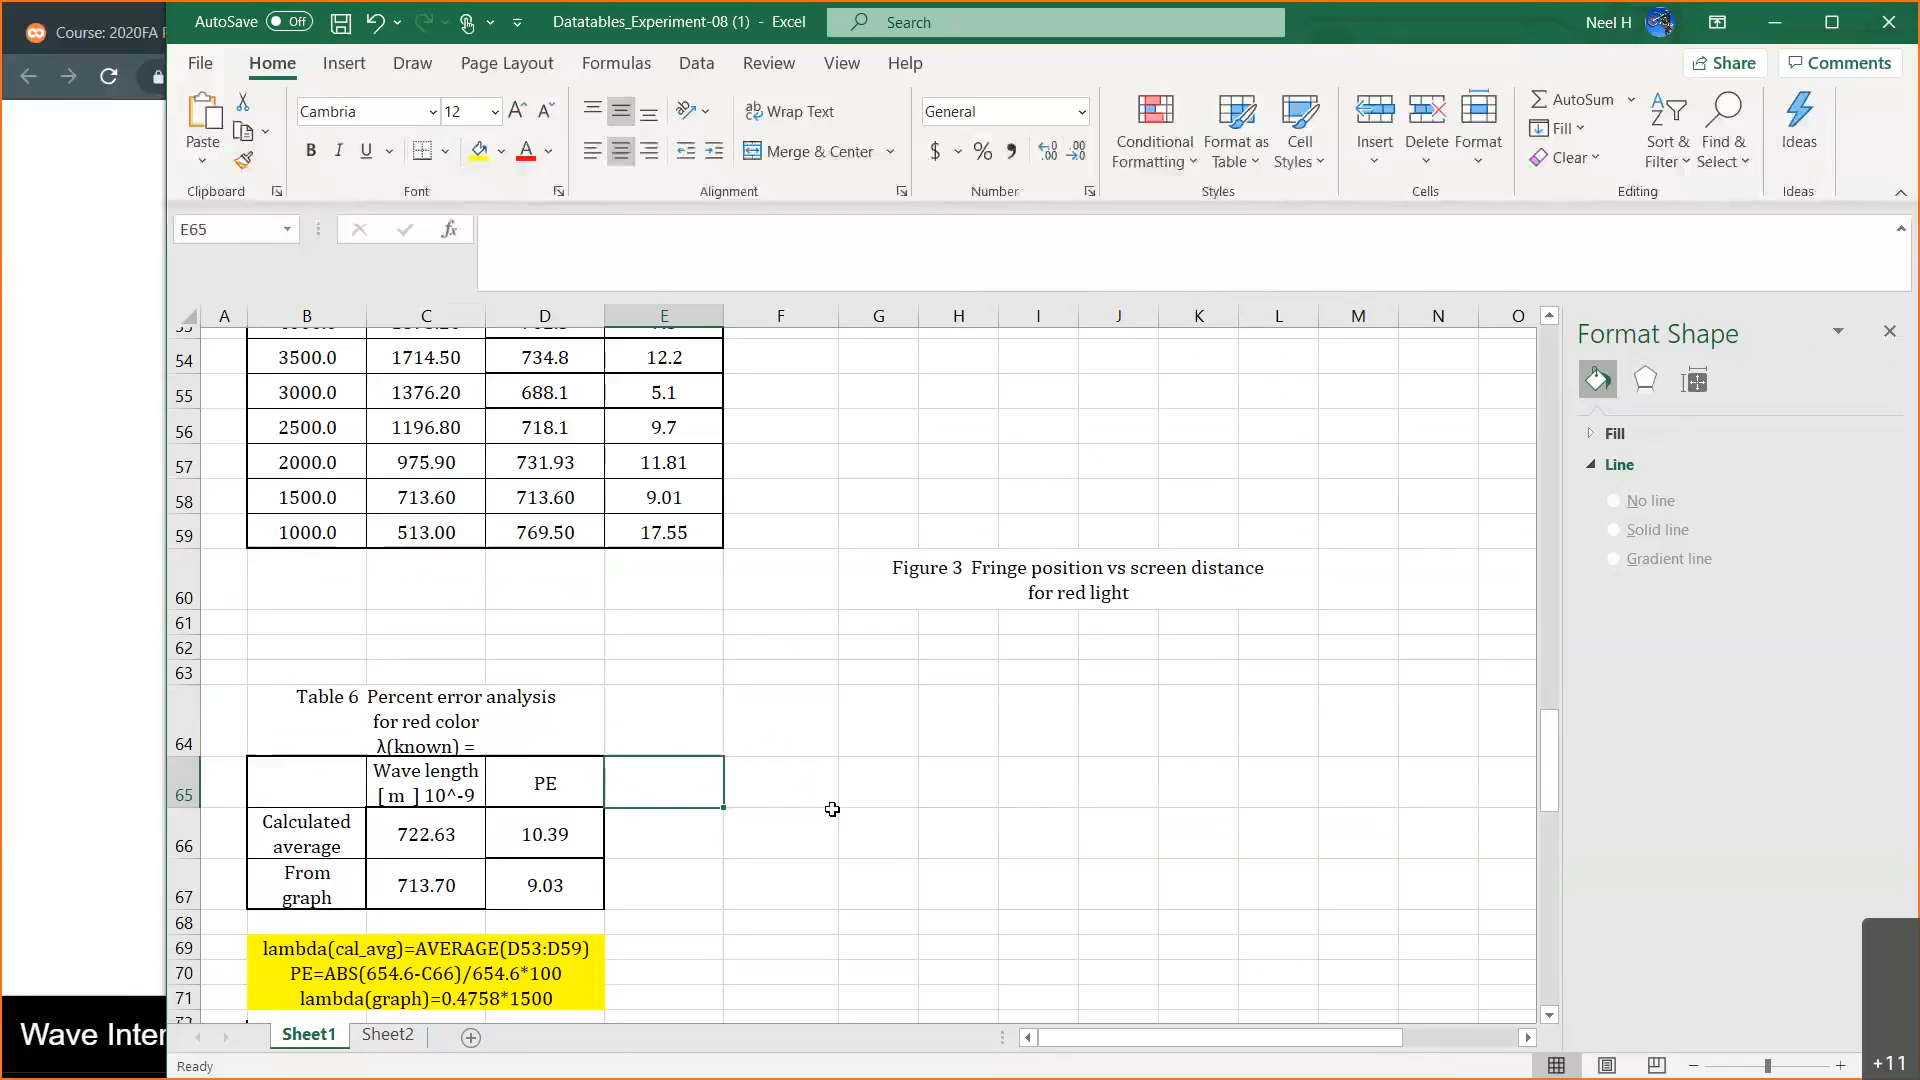 Course: 2020FA
AutoSave Off
Datatables_Experiment-08 (1) - Excel
Search
Neel H
File Home Insert Draw Page Layout Formulas Data Review View Help
Share Comments
Paste
Clipboard
Cambria 12
B I U A
Font
Wrap Text
Merge & Center
Alignment
General
$ % 9
Number
Conditional Formatting
Format as Table
Cell Styles
Styles
Insert Delete Format
Cells
AutoSum
Fill
Clear
Sort & Filter
Find & Select
Editing
Ideas
Ideas
E65
fx
A B C D E F G H I J K L M N O
54 3500.0 1714.50 734.8 12.2
55 3000.0 1376.20 688.1 5.1
56 2500.0 1196.80 718.1 9.7
57 2000.0 975.90 731.93 11.81
58 1500.0 713.60 713.60 9.01
59 1000.0 513.00 769.50 17.55
60
Figure 3 Fringe position vs screen distance
for red light
61
62
63
64
Table 6 Percent error analysis
for red color
λ(known) =
65
Wave length
[ m ] 10^-9
PE
66
Calculated
average
722.63 10.39
67
From
graph
713.70 9.03
68
69 lambda(cal_avg)=AVERAGE(D53:D59)
70 PE=ABS(654.6-C66)/654.6*100
71 lambda(graph)=0.4758*1500
Format Shape
Fill
Line
No line
Solid line
Gradient line
Sheet1 Sheet2
Ready
Wave Inter
+11